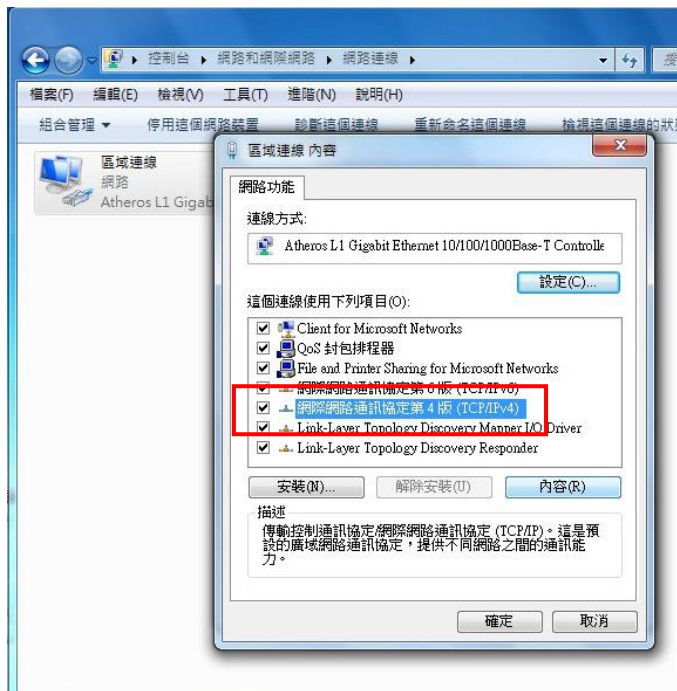 控制台 ▸ 網路和網際網路 ▸ 網路連線 ▸
檔案(F) 編輯(E) 檢視(V) 工具(T) 進階(N) 說明(H)
組合管理 停用這個網路裝置 診斷這個連線 重新命名這個連線 檢視這個連線的狀
區域連線
網路
Atheros L1 Gigab
區域連線 內容
網路功能
連線方式:
Atheros L1 Gigabit Ethernet 10/100/1000Base-T Controlle
設定(C)...
這個連線使用下列項目(O):
Client for Microsoft Networks
QoS 封包排程器
File and Printer Sharing for Microsoft Networks
網際網路通訊協定第 6 版 (TCP/IPv6)
網際網路通訊協定第 4 版 (TCP/IPv4)
Link-Layer Topology Discovery Mapper I/O Driver
Link-Layer Topology Discovery Responder
安裝(N)... 解除安裝(U) 內容(R)
描述
傳輸控制通訊協定/網際網路通訊協定 (TCP/IP)。這是預
設的廣域網路通訊協定，提供不同網路之間的通訊能
力。
確定 取消